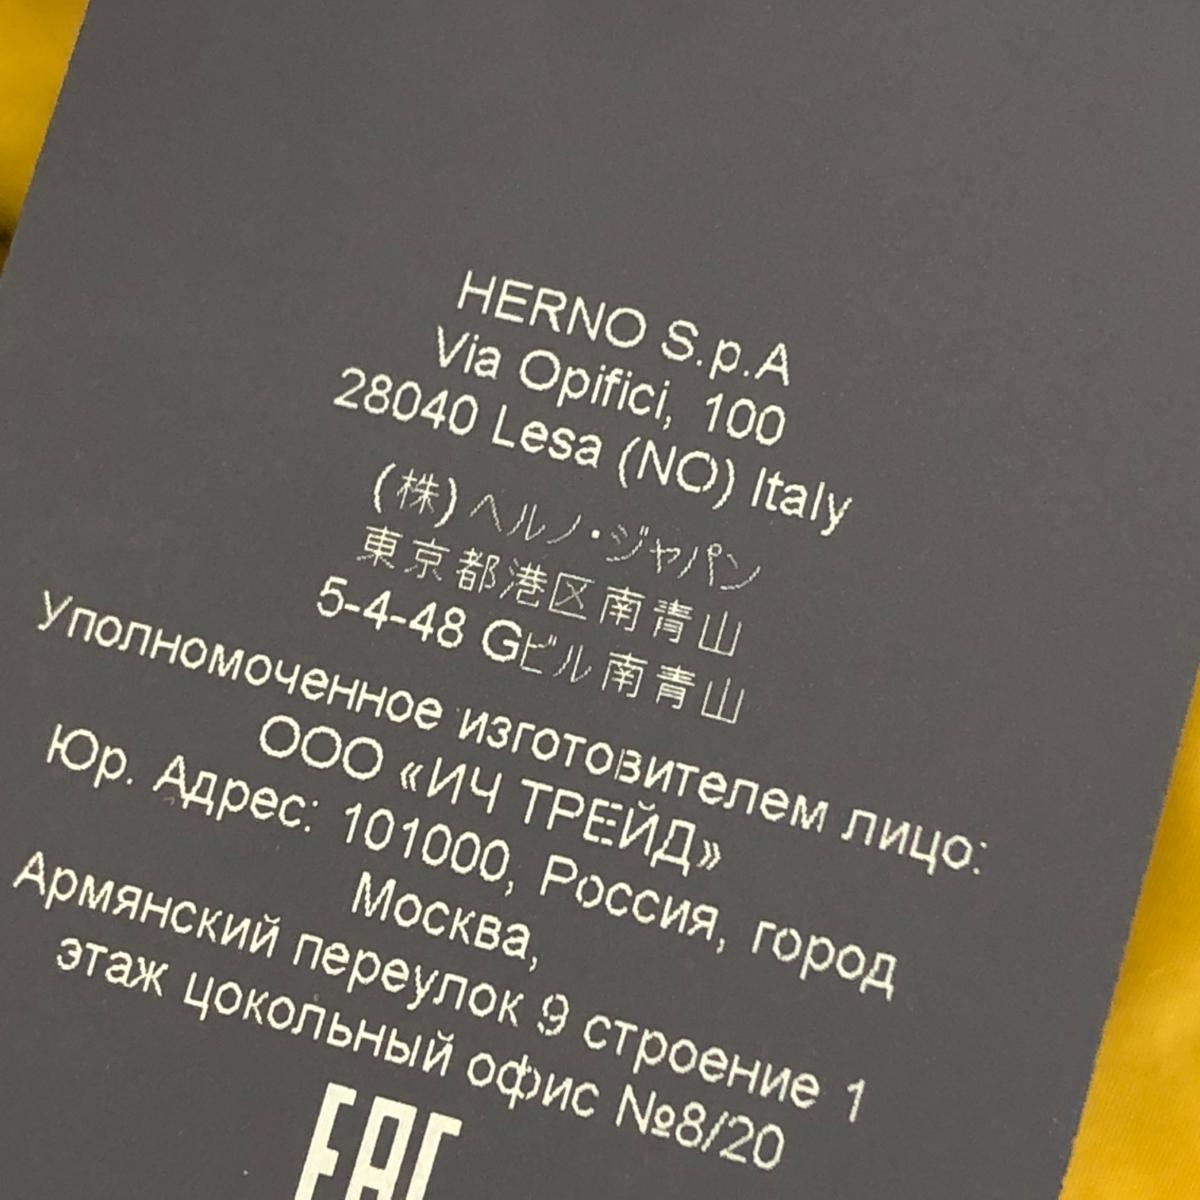 HERNO S.p.A
Via Opifici, 100
28040 Lesa (NO) Italy
(株) ヘルノ・ジャパン
東京都港区南青山
5-4-48 Gビル南青山
Уполномоченное изготовителем лицо:
ООО «ИЧ ТРЕЙД»
Юр. Адрес: 101000, Россия, город
Москва,
Армянский переулок 9 строение 1
этаж цокольный офис №8/20
EAC